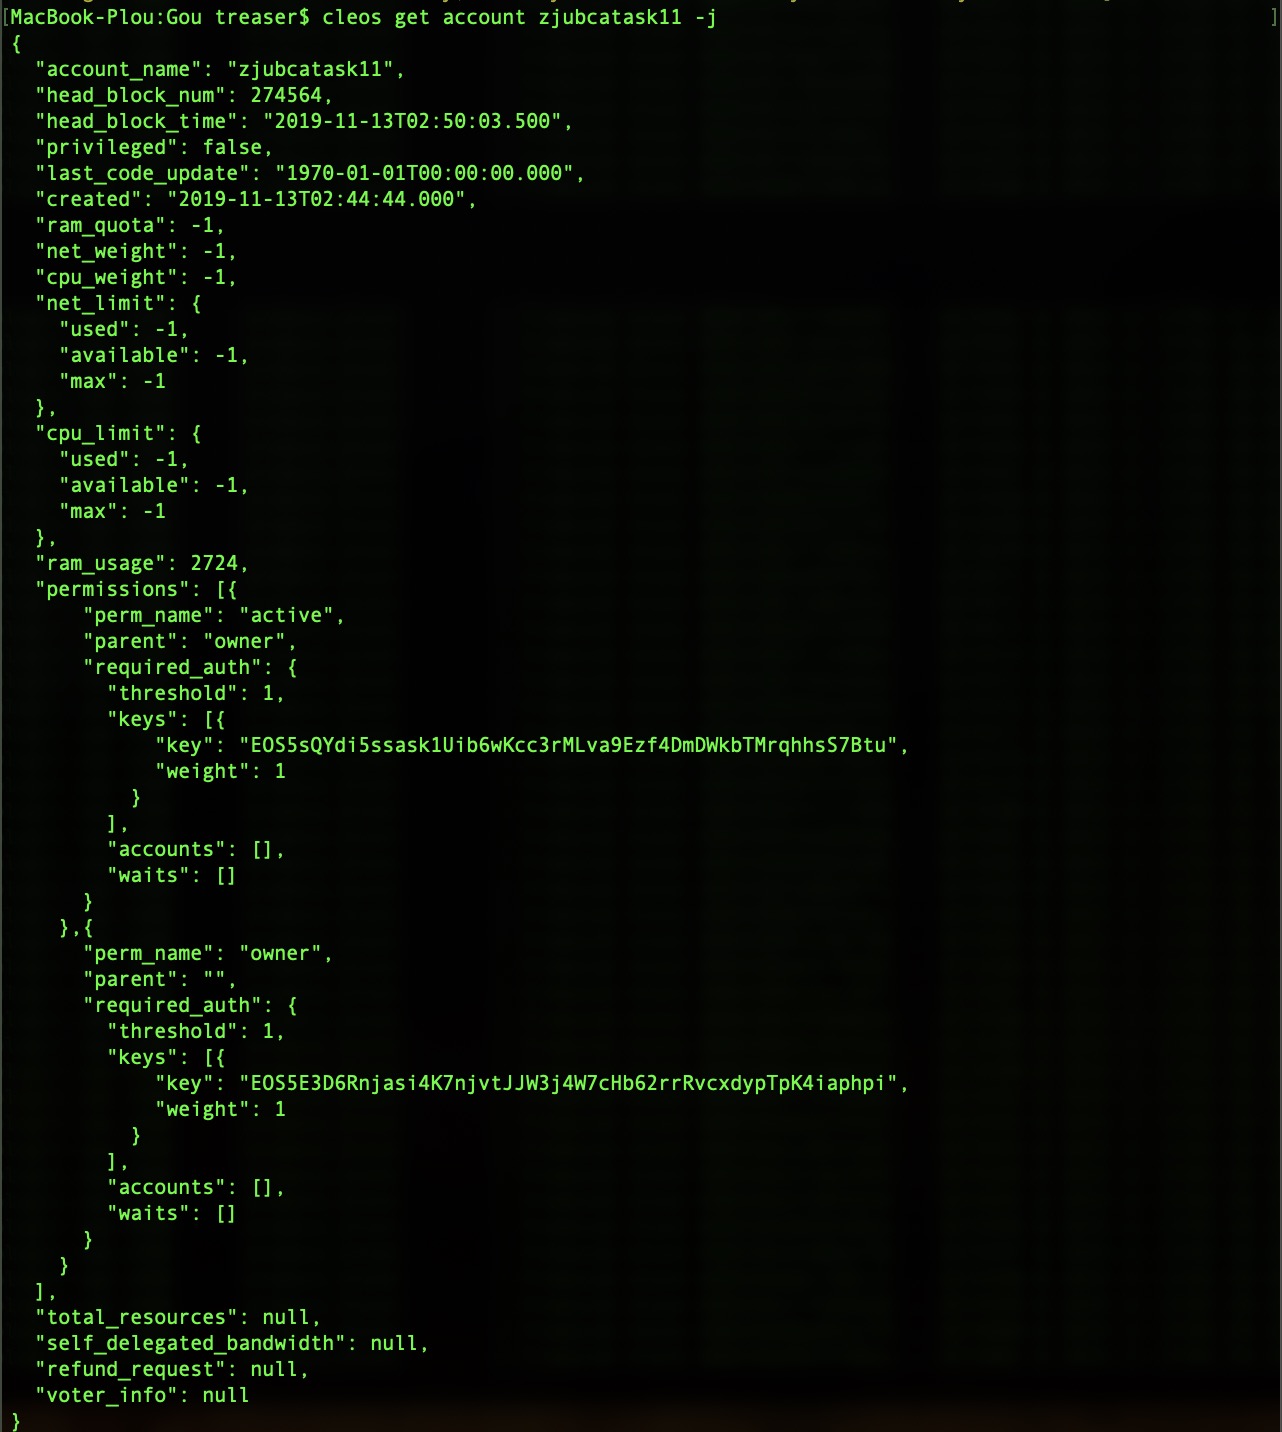 [MacBook-Plou:Gou treaser$ cleos get account zjubcatask11 -j ]
{
  "account_name": "zjubcatask11",
  "head_block_num": 274564,
  "head_block_time": "2019-11-13T02:50:03.500",
  "privileged": false,
  "last_code_update": "1970-01-01T00:00:00.000",
  "created": "2019-11-13T02:44:44.000",
  "ram_quota": -1,
  "net_weight": -1,
  "cpu_weight": -1,
  "net_limit": {
    "used": -1,
    "available": -1,
    "max": -1
  },
  "cpu_limit": {
    "used": -1,
    "available": -1,
    "max": -1
  },
  "ram_usage": 2724,
  "permissions": [{
      "perm_name": "active",
      "parent": "owner",
      "required_auth": {
        "threshold": 1,
        "keys": [{
            "key": "EOS5sQYdi5ssask1Uib6wKcc3rMLva9Ezf4DmDWkbTMrqhhsS7Btu",
            "weight": 1
          }
        ],
        "accounts": [],
        "waits": []
      }
    },{
      "perm_name": "owner",
      "parent": "",
      "required_auth": {
        "threshold": 1,
        "keys": [{
            "key": "EOS5E3D6Rnjasi4K7njvtJJW3j4W7cHb62rrRvcxdypTpK4iaphpi",
            "weight": 1
          }
        ],
        "accounts": [],
        "waits": []
      }
    }
  ],
  "total_resources": null,
  "self_delegated_bandwidth": null,
  "refund_request": null,
  "voter_info": null
}